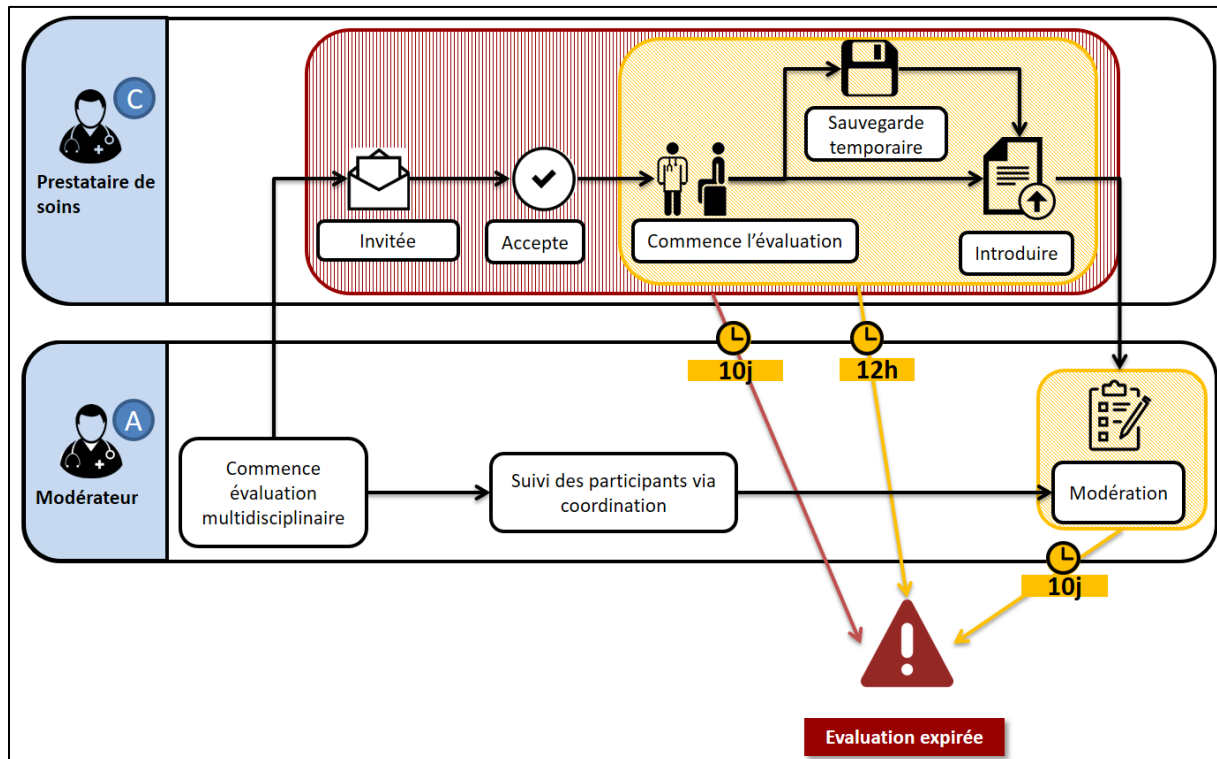 C
Prestataire de
soins
Invitée
Accepte
Commence l’évaluation
Sauvegarde
temporaire
Introduire
10j
12h
A
Modérateur
Commence
évaluation
multidisciplinaire
Suivi des participants via
coordination
Modération
10j
Evaluation expirée